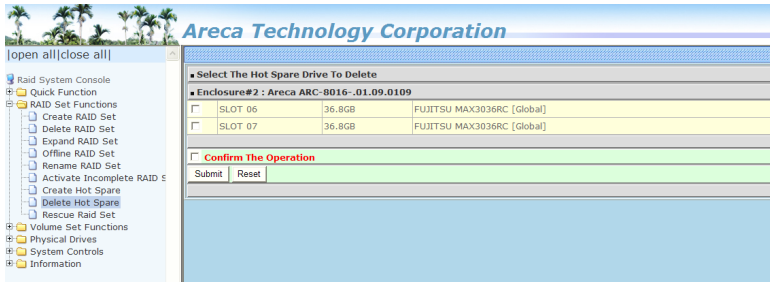 Areca Technology Corporation
|open all|close all|
Raid System Console
Quick Function
RAID Set Functions
Create RAID Set
Delete RAID Set
Expand RAID Set
Offline RAID Set
Rename RAID Set
Activate Incomplete RAID S
Create Hot Spare
Delete Hot Spare
Rescue Raid Set
Volume Set Functions
Physical Drives
System Controls
Information
Select The Hot Spare Drive To Delete
Enclosure#2 : Areca ARC-8016-.01.09.0109
SLOT 06 36.8GB FUJITSU MAX3036RC [Global]
SLOT 07 36.8GB FUJITSU MAX3036RC [Global]
Confirm The Operation
Submit Reset